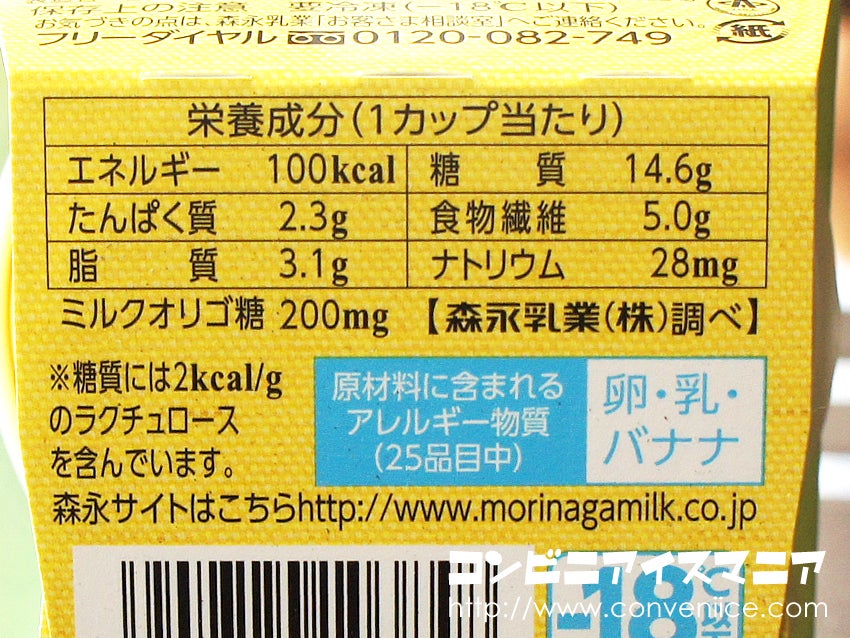 保存上の注意 要冷凍(−18℃以下)
お気づきの点は、森永乳業「お客さま相談室」へご連絡ください。
フリーダイヤル 0120-082-749
紙
栄養成分(1カップ当たり)
エネルギー 100kcal 糖質 14.6g
たんぱく質 2.3g 食物繊維 5.0g
脂質 3.1g ナトリウム 28mg
ミルクオリゴ糖 200mg 【森永乳業(株)調べ】
※糖質には2kcal/g
のラグチュロース
を含んでいます。
原材料に含まれる
アレルギー物質
(25品目中)
卵・乳・
バナナ
森永サイトはこちらhttp://www.morinagamilk.co.jp
コンビニアイスマニア
-18℃以
http://www.conveniice.com/